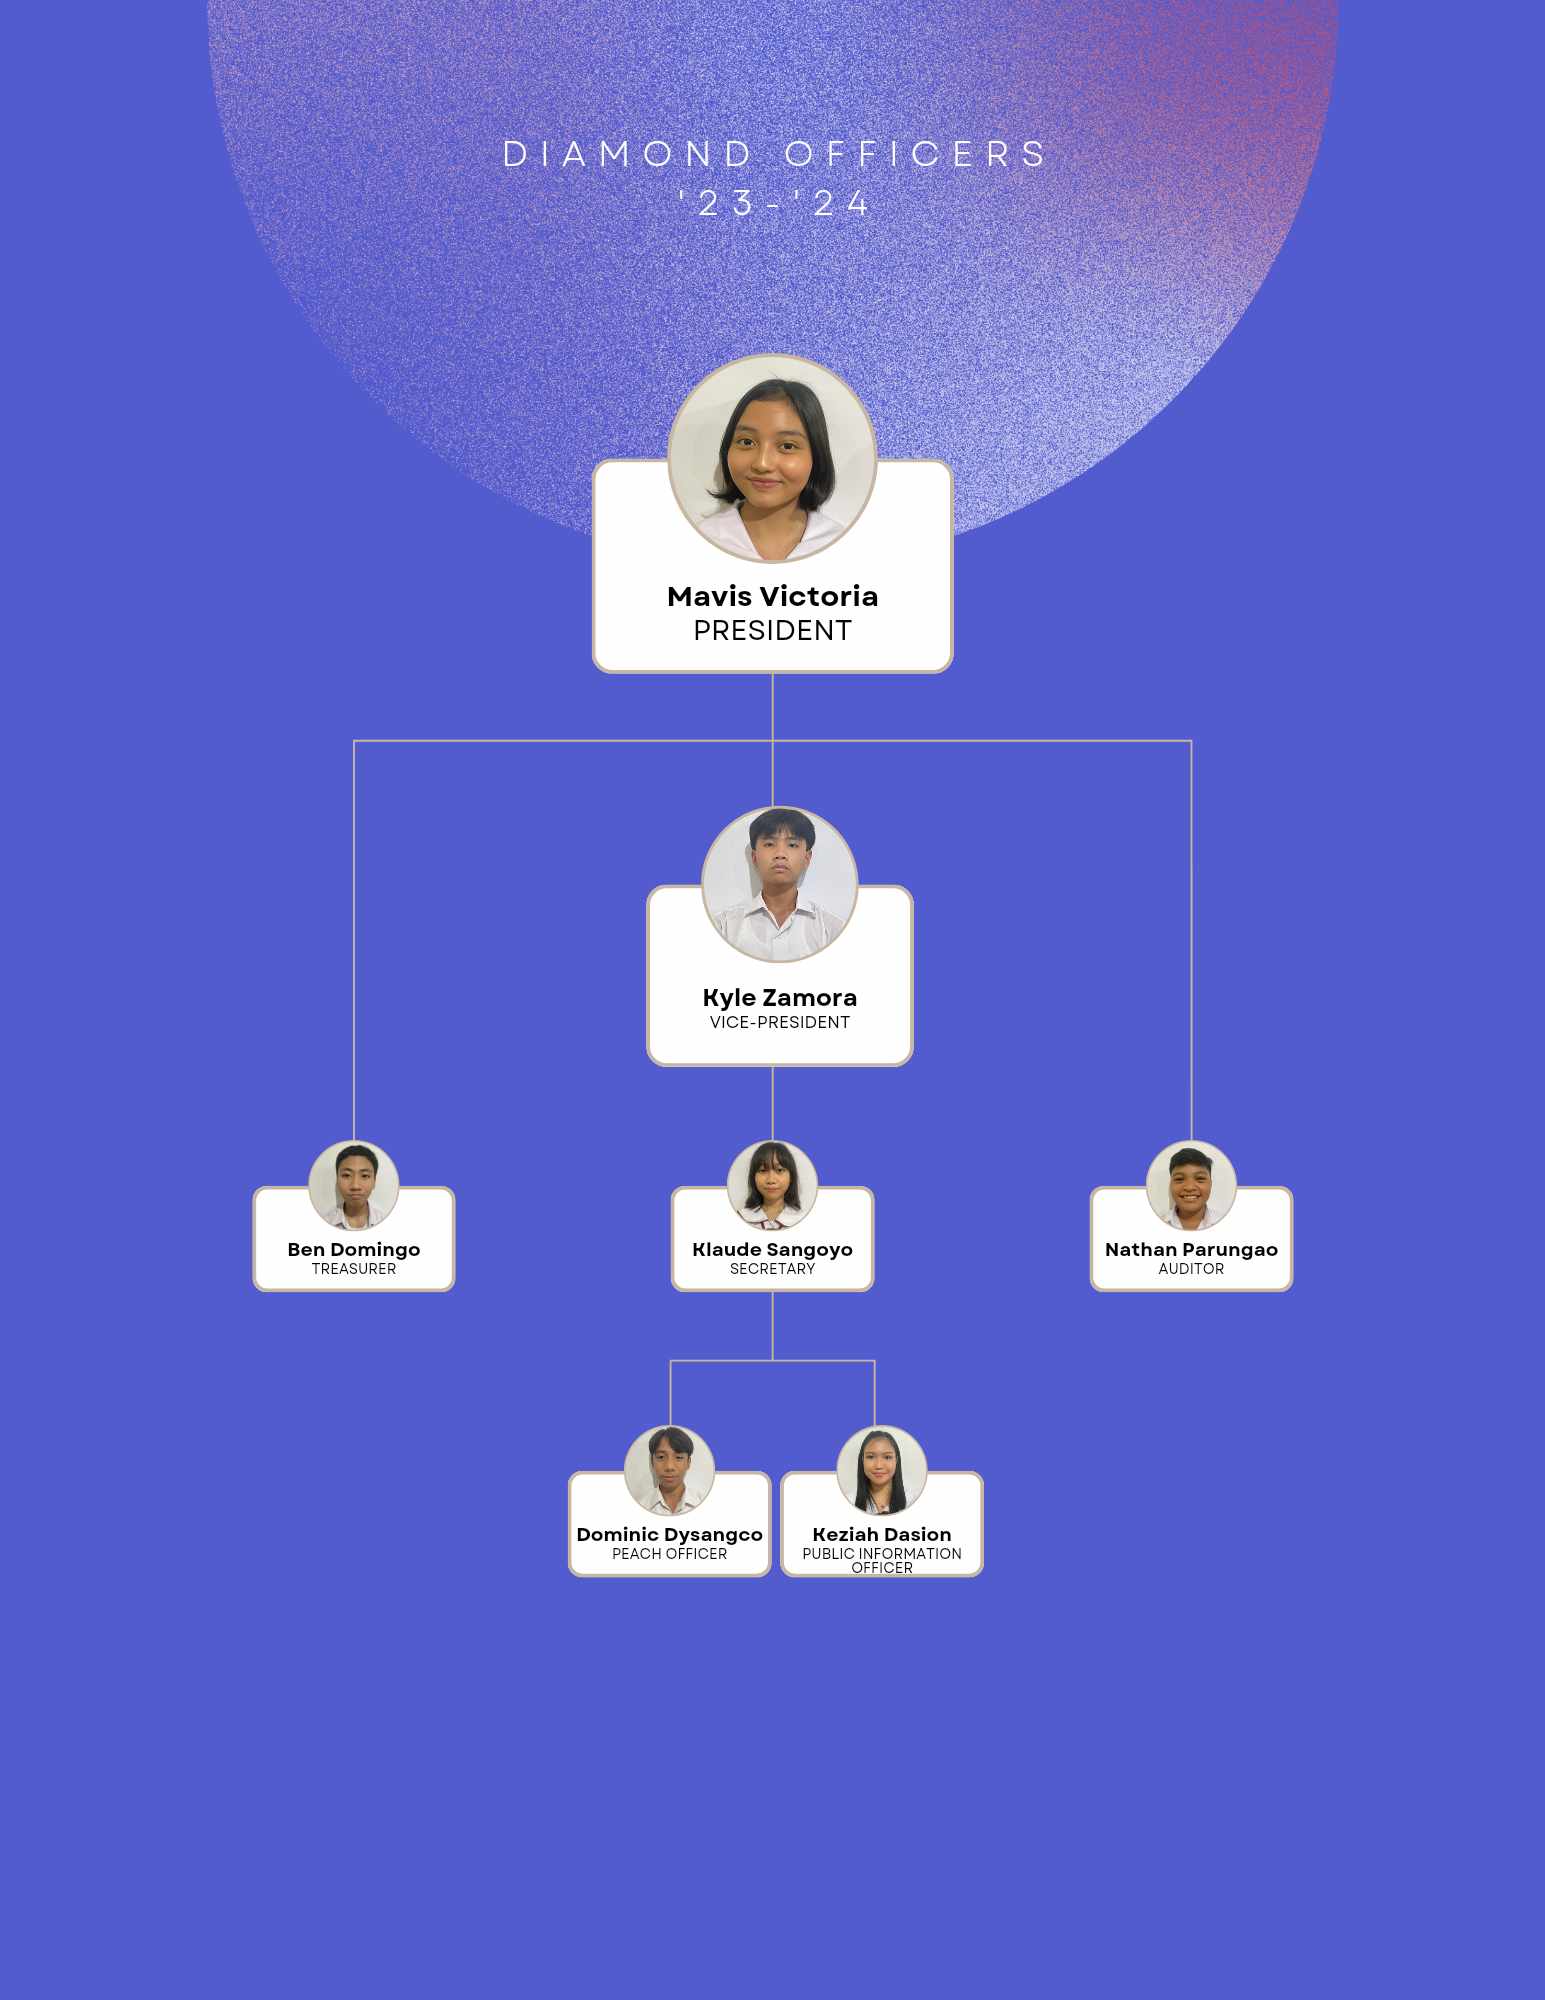 DIAMOND OFFICERS
'23-'24
Mavis Victoria
PRESIDENT
Kyle Zamora
VICE-PRESIDENT
Ben Domingo
TREASURER
Klaude Sangoyo
SECRETARY
Nathan Parungao
AUDITOR
Dominic Dysangco
PEACH OFFICER
Keziah Dasion
PUBLIC INFORMATION
OFFICER